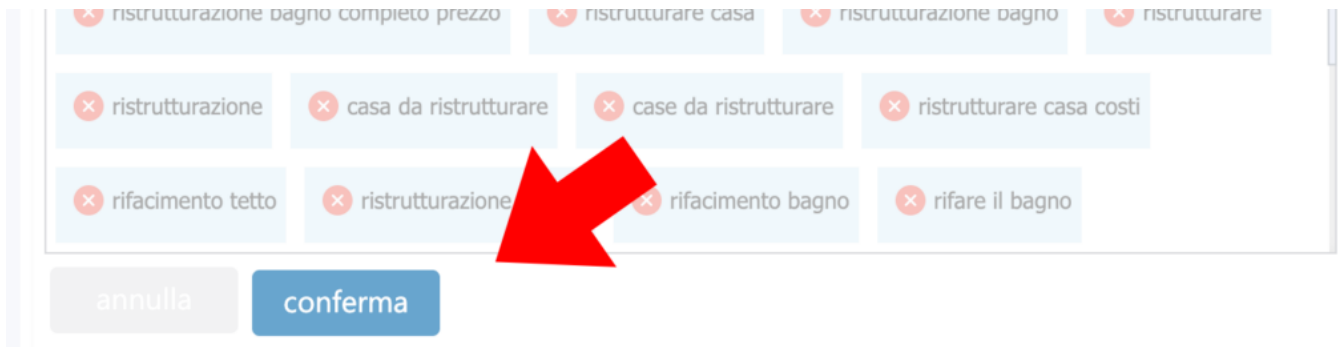 ristrutturazione bagno completo prezzo ristrutturare casa ristrutturazione bagno ristrutturare
ristrutturazione casa da ristrutturare case da ristrutturare ristrutturare casa costi
rifacimento tetto ristrutturazione rifacimento bagno rifare il bagno
annulla conferma